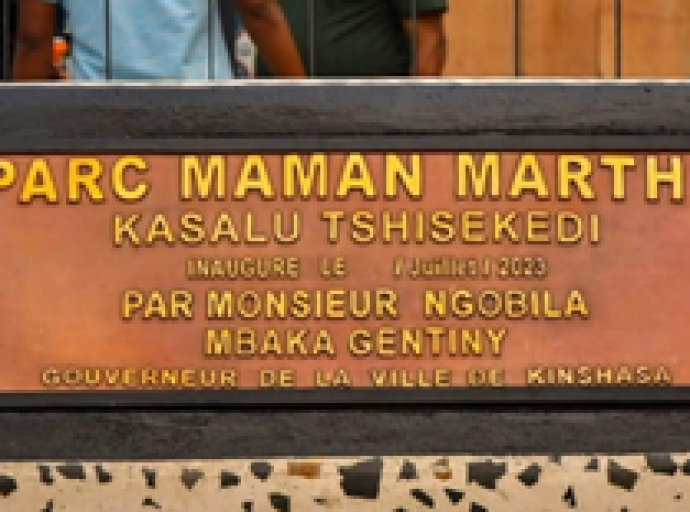 PARC MAMAN MARTH
KASALU TSHISEKEDI
INAUGURE LE / Juillet / 2023
PAR MONSIEUR NGOBILA
MBAKA GENTINY
GOUVERNEUR DE LA VILLE DE KINSHASA